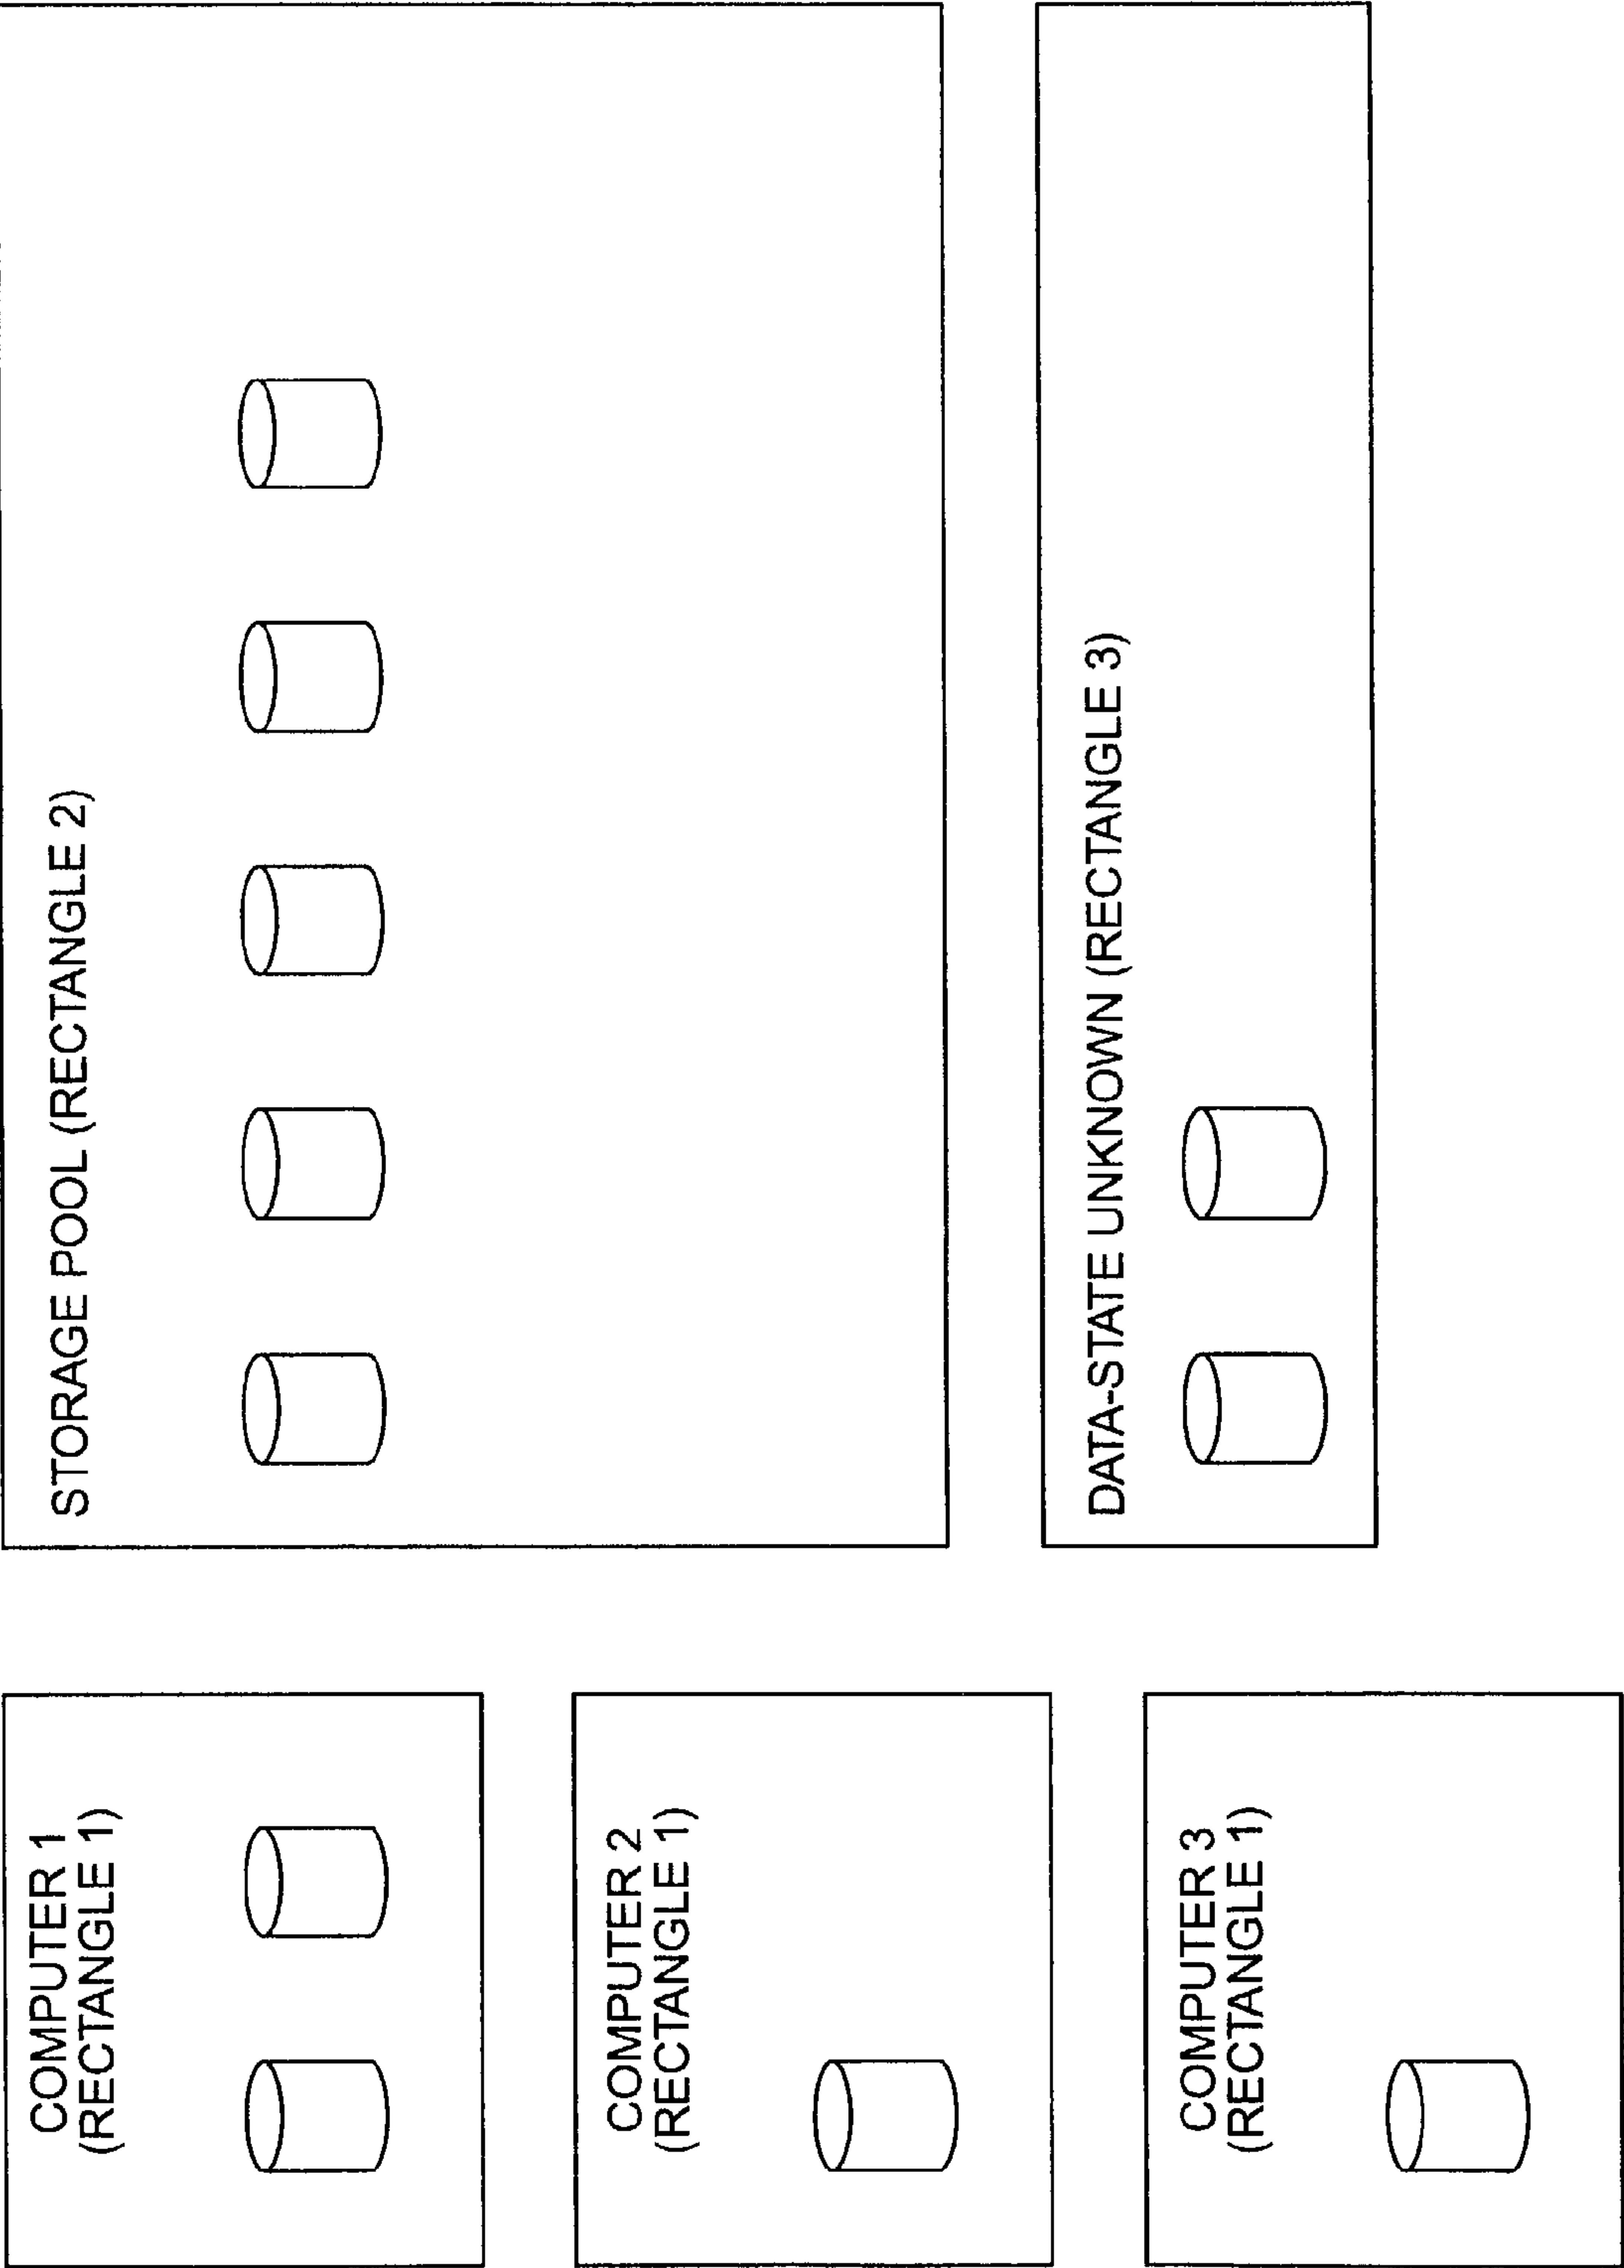 COMPUTER 1
(RECTANGLE 1)
COMPUTER 2
(RECTANGLE 1)
COMPUTER 3
(RECTANGLE 1)
STORAGE POOL (RECTANGLE 2)
DATA-STATE UNKNOWN (RECTANGLE 3)